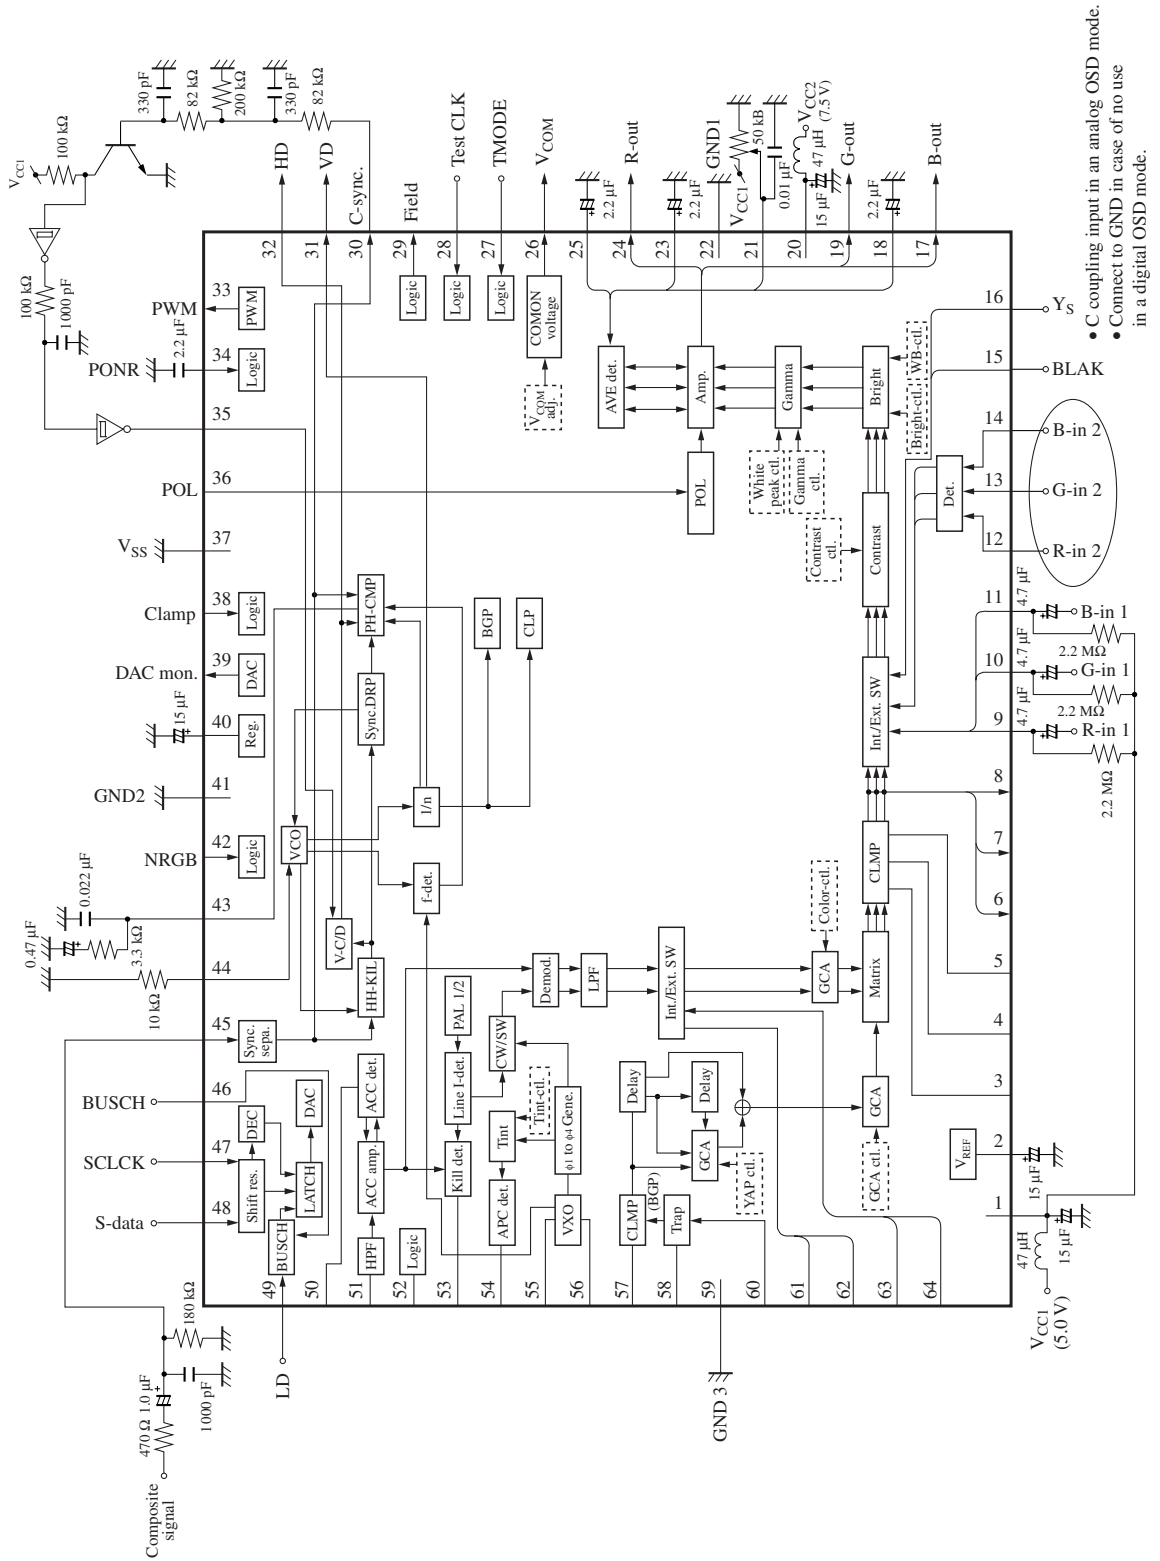 V_CC1
100 kΩ
330 pF
82 kΩ
200 kΩ
330 pF
82 kΩ
100 kΩ
1000 pF
2.2 µF
HD
VD
C-sync.
Field
Test CLK
TMODE
V_COM
2.2 µF
R-out
2.2 µF
GND1
V_CC1
50 kB
0.01 µF
V_CC2
(7.5 V)
47 µH
15 µF
G-out
2.2 µF
B-out
32
31
30
29
28
27
26
25
24
23
22
21
20
19
18
17
PWM
33
PWM
PONR
34
Logic
35
POL
36
V_SS
37
Clamp
38
Logic
DAC mon.
39
DAC
15 µF
40
Reg.
GND2
41
NRGB
42
Logic
0.022 µF
43
0.47 µF
3.3 kΩ
44
10 kΩ
45
Sync.
sepa.
BUSCH
46
SCLCK
47
S-data
48
Logic
Logic
Logic
COMON
voltage
V_COM
adj.
AVE det.
Amp.
POL
Gamma
White
peak ctl.
Gamma
ctl.
Bright
Bright-ctl.
WB-ctl.
Contrast
Contrast
ctl.
Det.
Int./Ext. SW
PH-CMP
Sync.DRP
BGP
CLP
VCO
1/n
f-det.
V-C/D
HH-KIL
CLMP
Color-ctl.
Matrix
GCA
Int./Ext. SW
LPF
Demod.
PAL 1/2
CW/SW
Line I-det.
ACC det.
ACC amp.
Kill det.
Tint-ctl.
Tint
ϕ1 to ϕ4 Gene.
APC det.
VXO
Delay
Delay
GCA
YAP ctl.
CLMP
(BGP)
Trap
GCA
GCA ctl.
V_REF
DEC
Shift res.
LATCH
DAC
BUSCH
HPF
Logic
49
50
51
52
53
54
55
56
57
58
59
60
61
62
63
64
16
Y_S
15
BLAK
14
B-in 2
13
G-in 2
12
R-in 2
11
4.7 µF
B-in 1
2.2 MΩ
10
4.7 µF
G-in 1
2.2 MΩ
9
4.7 µF
R-in 1
2.2 MΩ
8
7
6
5
4
3
2
15 µF
1
47 µH
15 µF
V_CC1
(5.0 V)
LD
GND 3
180 kΩ
1000 pF
1.0 µF
470 Ω
Composite
signal
• C coupling input in an analog OSD mode.
• Connect to GND in case of no use
in a digital OSD mode.